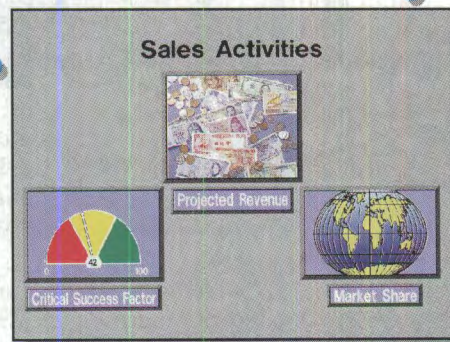 Sales Activities
Projected Revenue
0
42
100
Critical Success Factor
Market Share